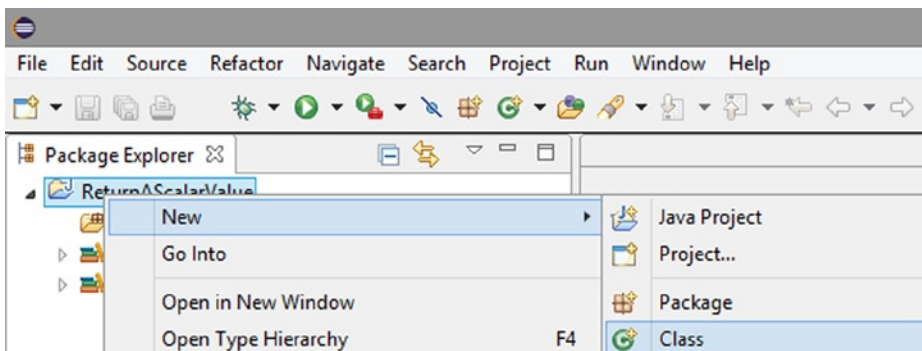 File Edit Source Refactor Navigate Search Project Run Window Help
Package Explorer
ReturnAScalarValue
New
Go Into
Open in New Window
Open Type Hierarchy F4
Java Project
Project...
Package
Class